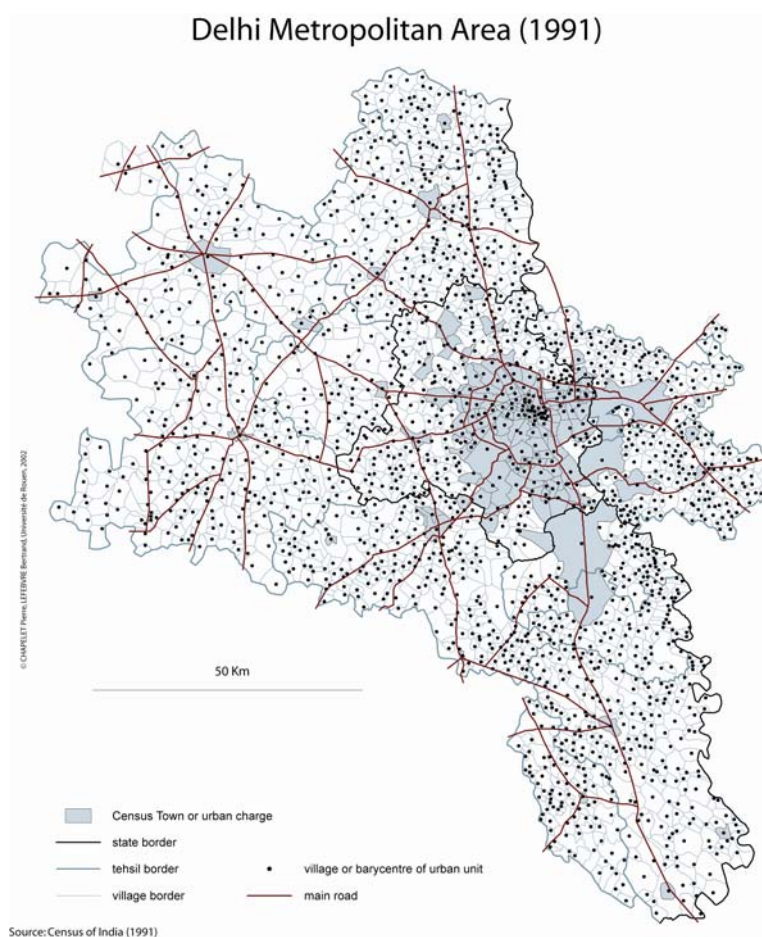 Delhi Metropolitan Area (1991)
© CHAPELET Pierre, LEFEBVRE Bertrand, Universite de Rouen, 2002
50 Km
Census Town or urban charge
state border
tehsil border
village border
village or barycentre of urban unit
main road
Source: Census of India (1991)